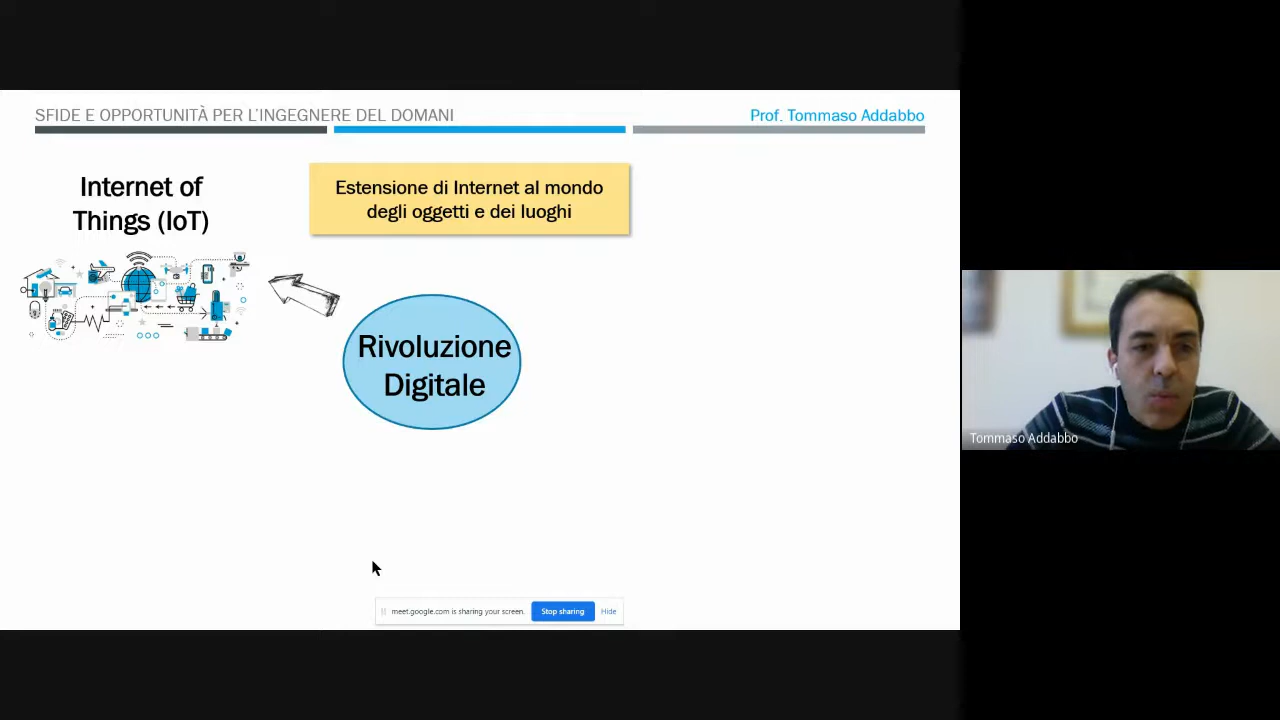 SFIDE E OPPORTUNITÀ PER L'INGEGNERE DEL DOMANI
Prof. Tommaso Addabbo
Internet of
Things (IoT)
Estensione di Internet al mondo
degli oggetti e dei luoghi
Rivoluzione
Digitale
Tommaso Addabbo
meet.google.com is sharing your screen.
Stop sharing
Hide